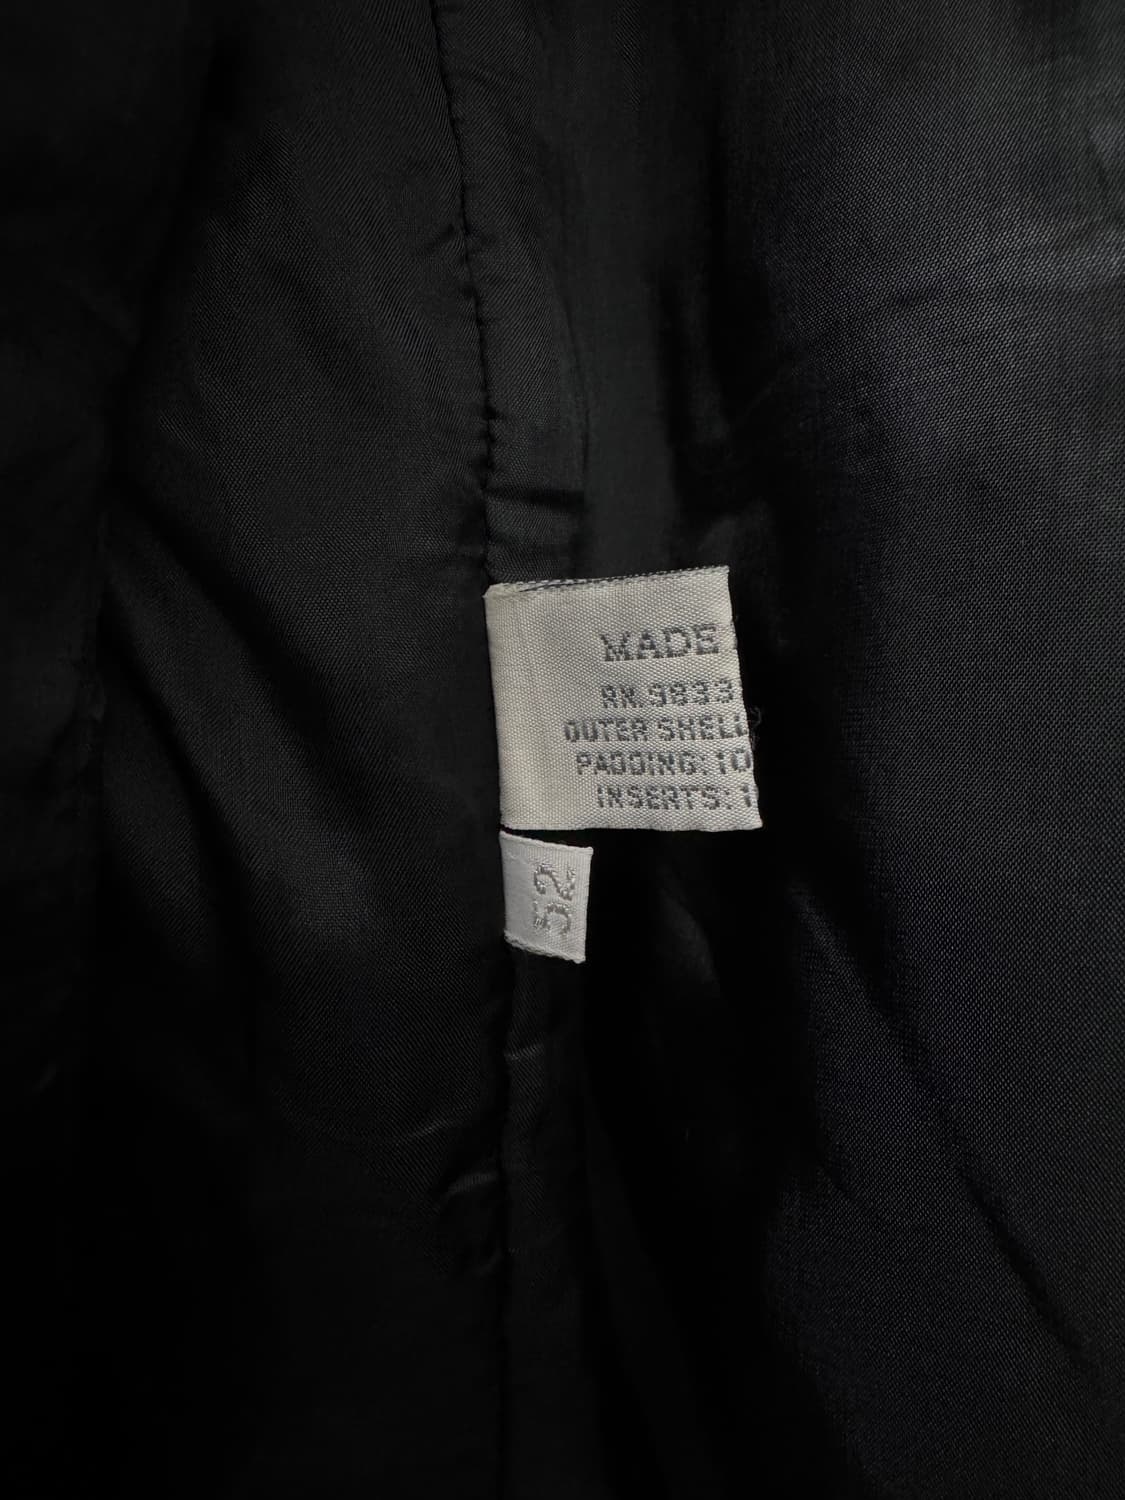 MADE
RN.9833
OUTER SHELL
PADDING:10
INSERTS:1
52